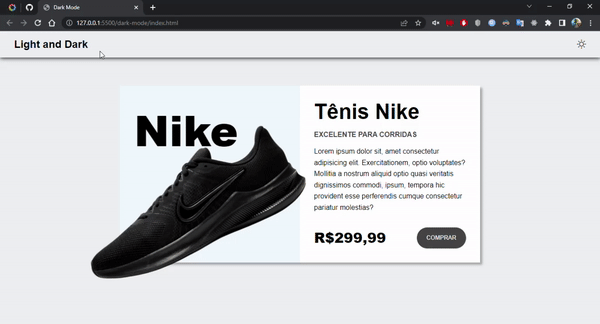 Dark Mode
127.0.0.1:5500/dark-mode/index.html
Light and Dark
Nike
Tênis Nike
EXCELENTE PARA CORRIDAS
Lorem ipsum dolor sit, amet consectetur
adipisicing elit. Exercitationem, optio voluptates?
Mollitia a nostrum aliquid optio quasi veritatis
dignissimos commodi, ipsum, tempora hic
provident esse perferendis cumque consectetur
pariatur molestias?
R$299,99
COMPRAR